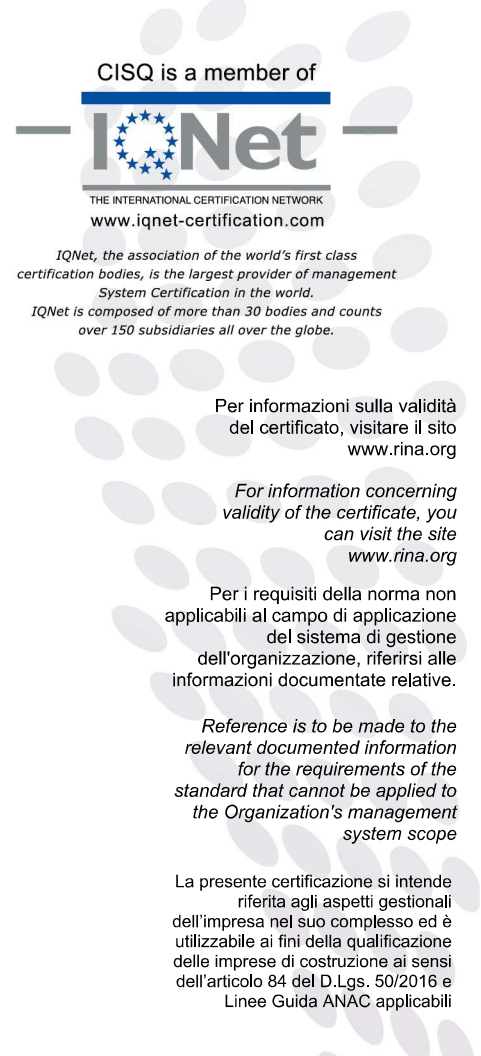 CISQ is a member of
IQNet
THE INTERNATIONAL CERTIFICATION NETWORK
www.iqnet-certification.com
IQNet, the association of the world's first class
certification bodies, is the largest provider of management
System Certification in the world.
IQNet is composed of more than 30 bodies and counts
over 150 subsidiaries all over the globe.
Per informazioni sulla validità
del certificato, visitare il sito
www.rina.org
For information concerning
validity of the certificate, you
can visit the site
www.rina.org
Per i requisiti della norma non
applicabili al campo di applicazione
del sistema di gestione
dell'organizzazione, riferirsi alle
informazioni documentate relative.
Reference is to be made to the
relevant documented information
for the requirements of the
standard that cannot be applied to
the Organization's management
system scope
La presente certificazione si intende
riferita agli aspetti gestionali
dell'impresa nel suo complesso ed è
utilizzabile ai fini della qualificazione
delle imprese di costruzione ai sensi
dell'articolo 84 del D.Lgs. 50/2016 e
Linee Guida ANAC applicabili